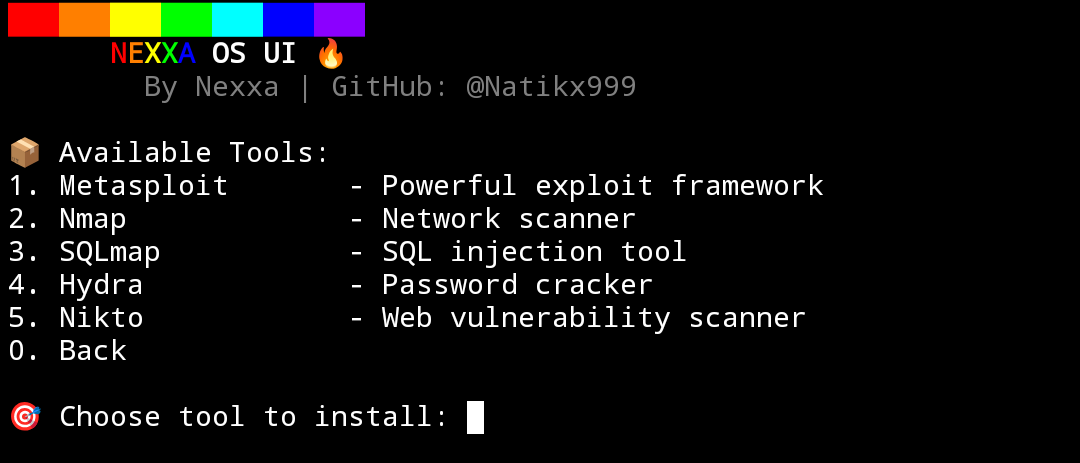 NEXXA OS UI 🔥
By Nexxa | GitHub: @Natikx999
📦 Available Tools:
1. Metasploit - Powerful exploit framework
2. Nmap - Network scanner
3. SQLmap - SQL injection tool
4. Hydra - Password cracker
5. Nikto - Web vulnerability scanner
0. Back
🎯 Choose tool to install: